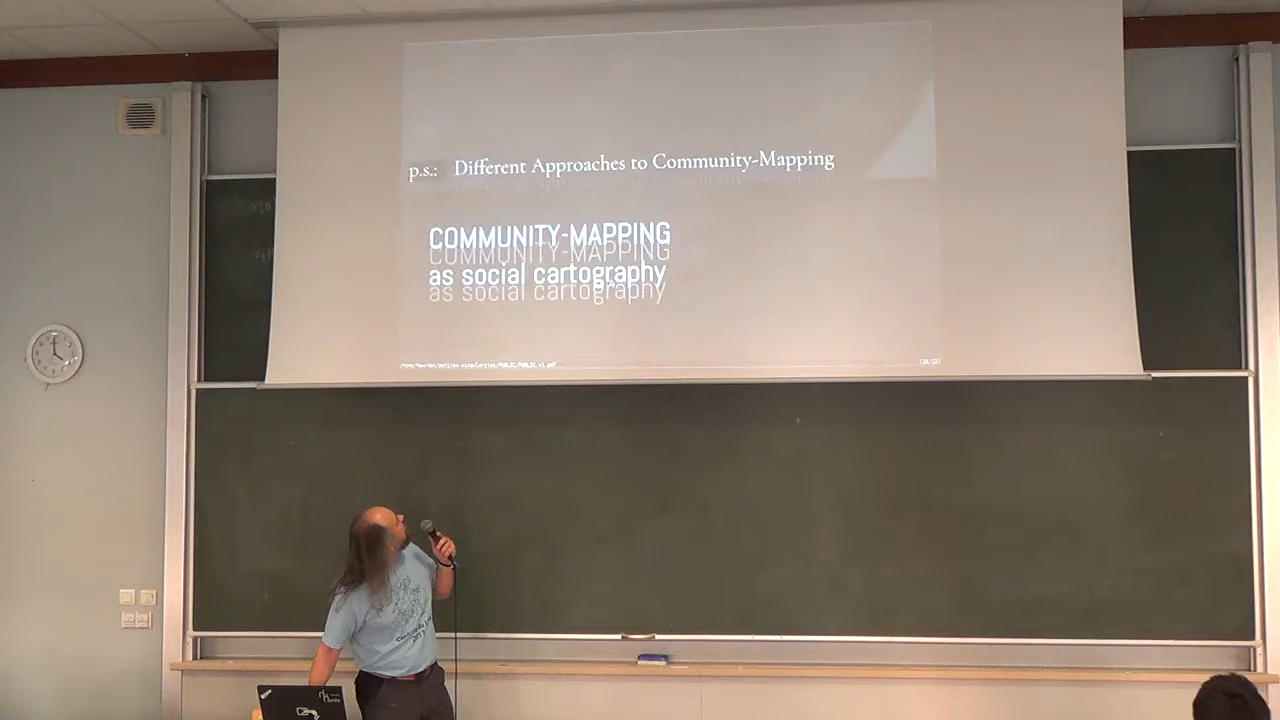 p.s.: Different Approaches to Community-Mapping
COMMUNITY-MAPPING
COMMUNITY-MAPPING
as social cartography
as social cartography